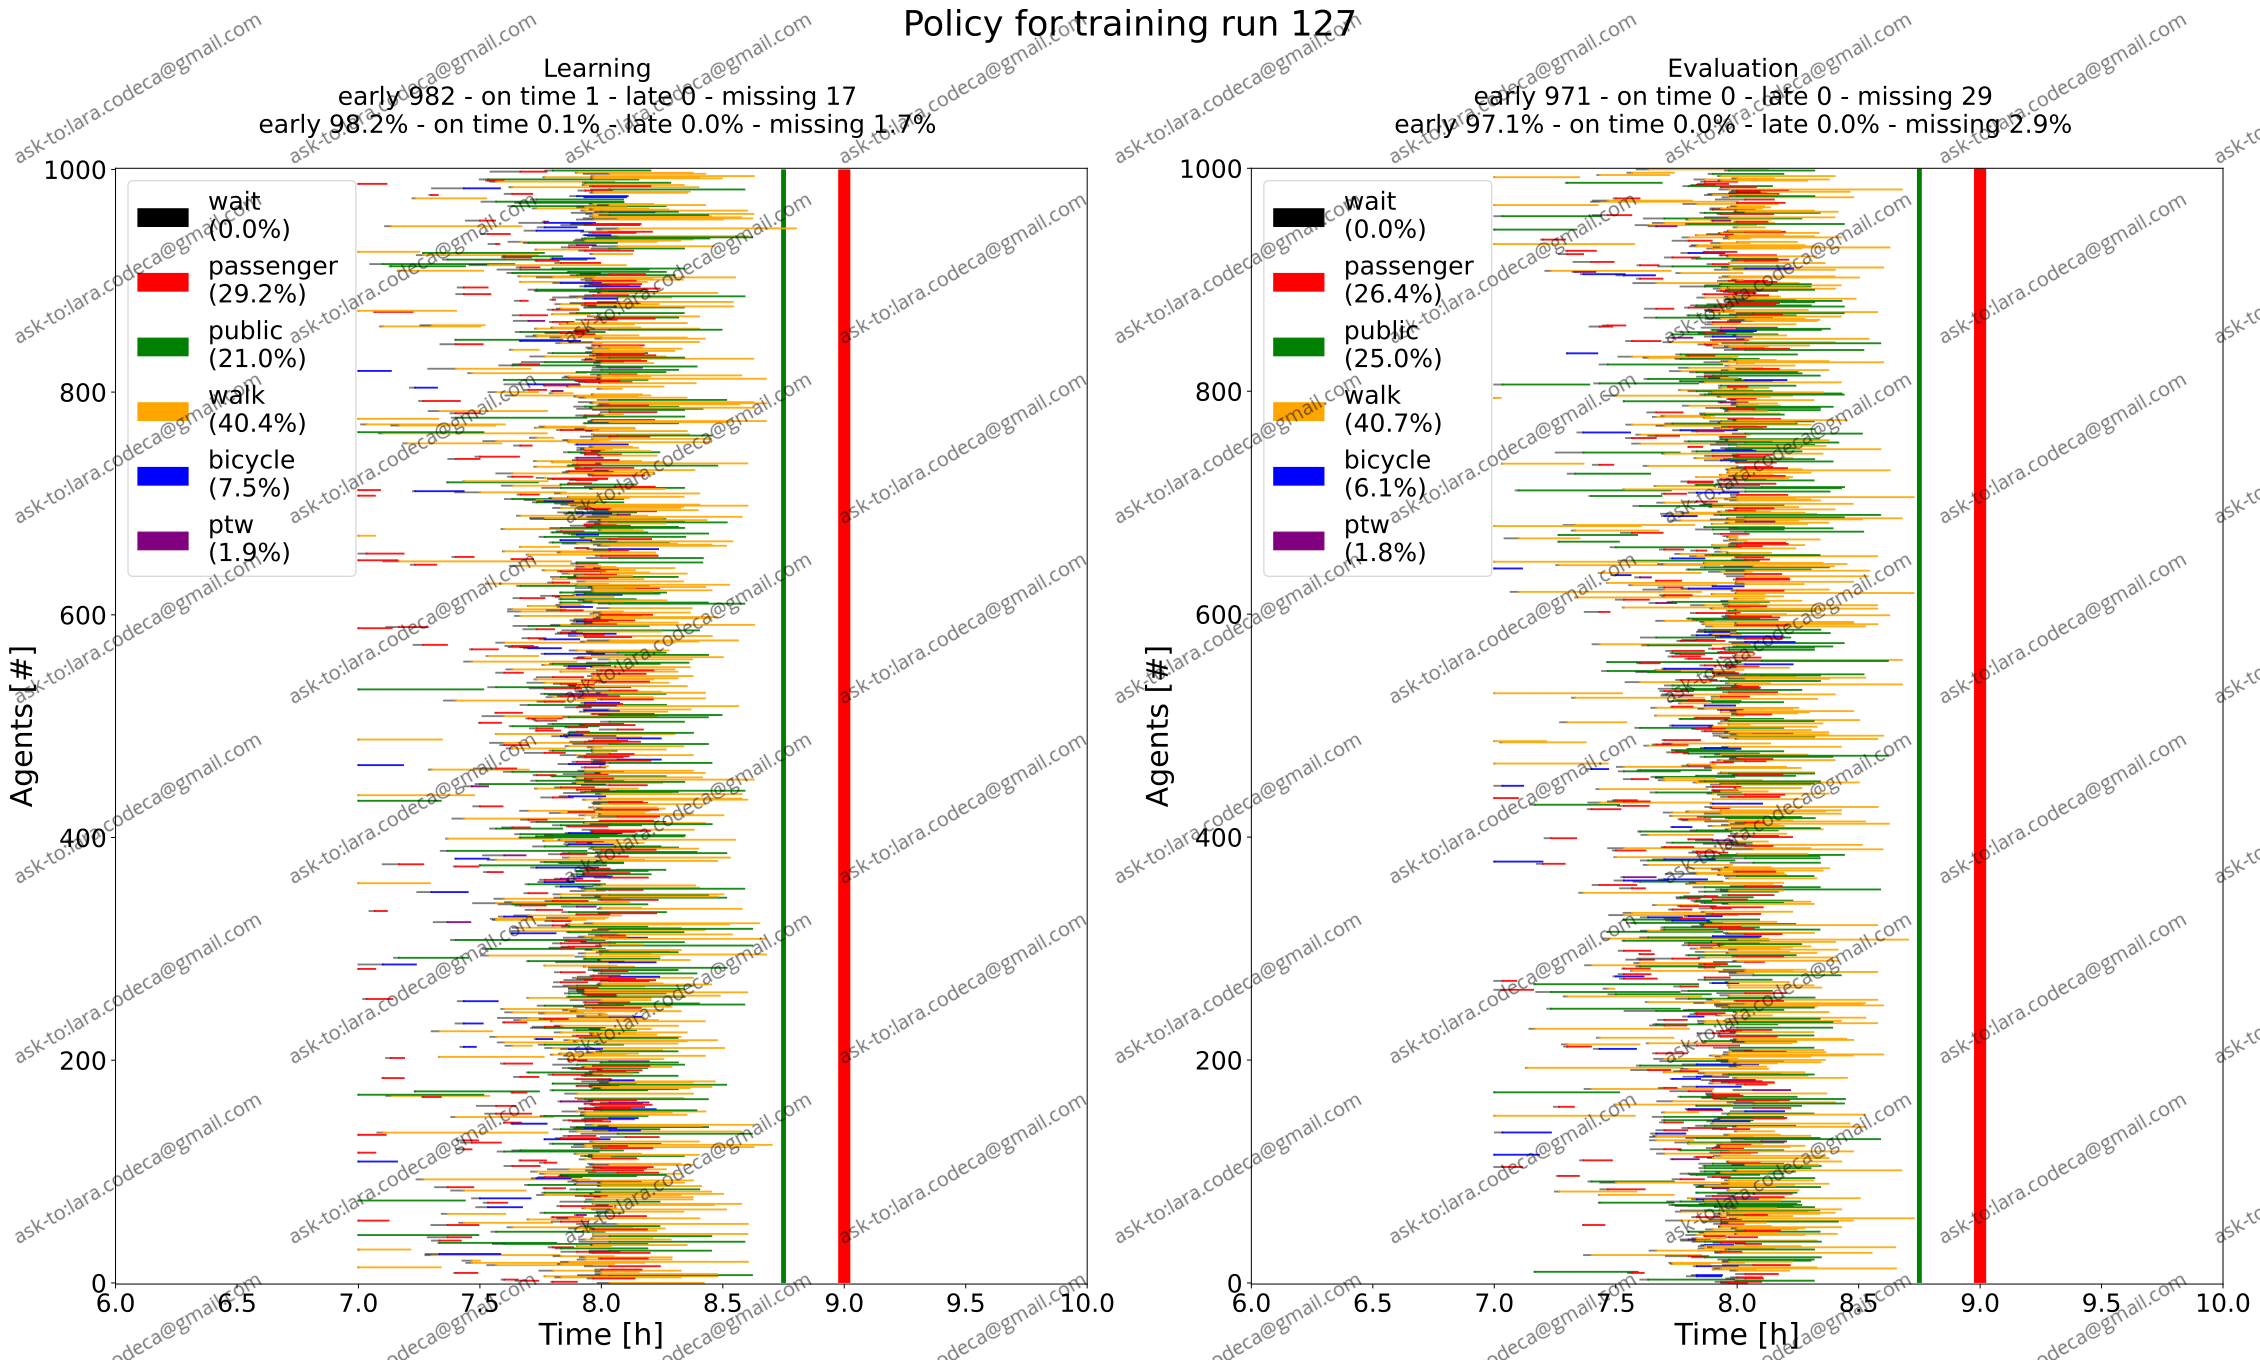 Policy for training run 127
Learning
early 982 - on time 1 - late 0 - missing 17
early 98.2% - on time 0.1% - late 0.0% - missing 1.7%
1000
800
600
400
200
0
Agents [#]
wait
(0.0%)
passenger
(29.2%)
public
(21.0%)
walk
(40.4%)
bicycle
(7.5%)
ptw
(1.9%)
6.0 6.5 7.0 7.5 8.0 8.5 9.0 9.5 10.0
Time [h]
Evaluation
early 971 - on time 0 - late 0 - missing 29
early 97.1% - on time 0.0% - late 0.0% - missing 2.9%
1000
800
600
400
200
0
Agents [#]
wait
(0.0%)
passenger
(26.4%)
public
(25.0%)
walk
(40.7%)
bicycle
(6.1%)
ptw
(1.8%)
6.0 6.5 7.0 7.5 8.0 8.5 9.0 9.5 10.0
Time [h]
ask-to:lara.codeca@gmail.com